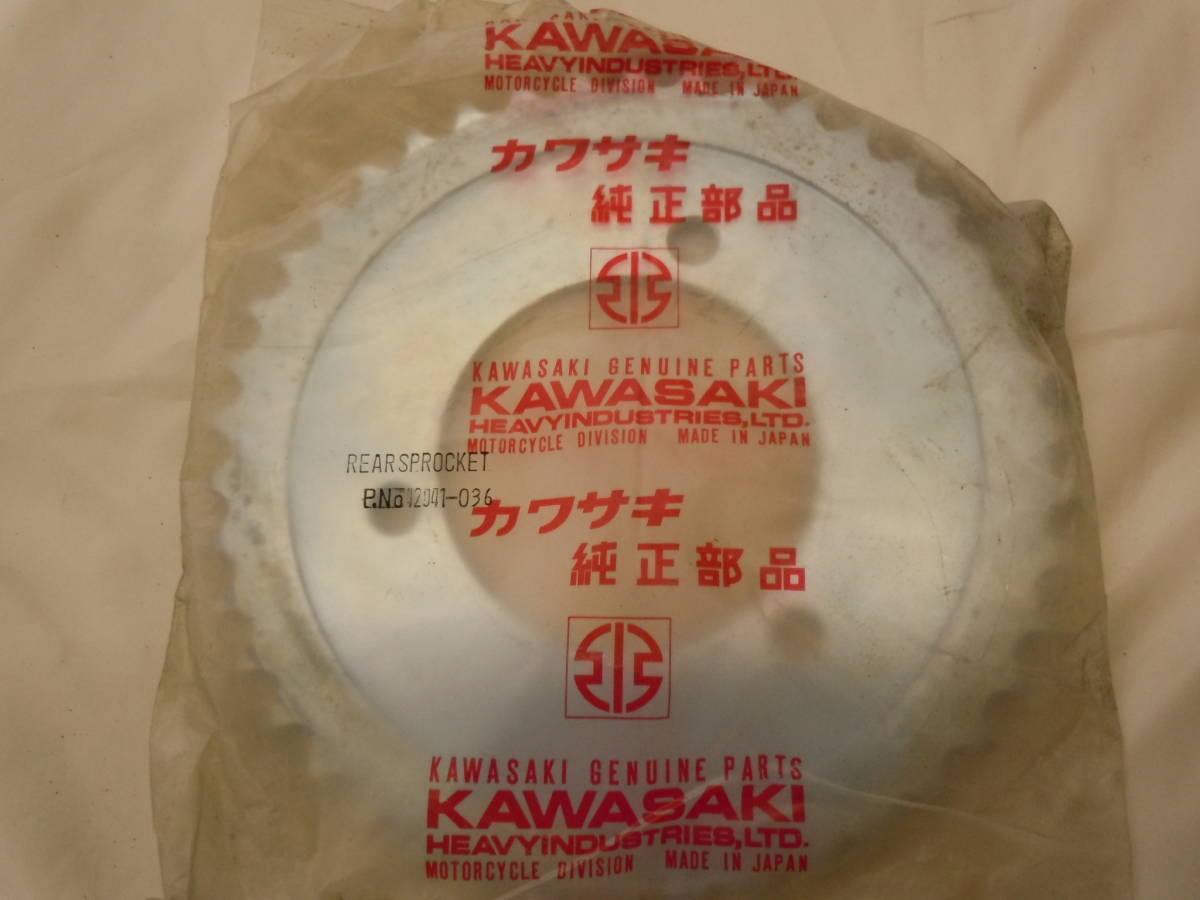 KAWASAKI
HEAVYINDUSTRIES,LTD.
MOTORCYCLE DIVISION MADE IN JAPAN
カワサキ
純正部品
KAWASAKI GENUINE PARTS
KAWASAKI
HEAVYINDUSTRIES,LTD.
MOTORCYCLE DIVISION MADE IN JAPAN
REAR SPROCKET
P.No 42041-036
カワサキ
純正部品
KAWASAKI GENUINE PARTS
KAWASAKI
HEAVYINDUSTRIES,LTD.
MOTORCYCLE DIVISION MADE IN JAPAN